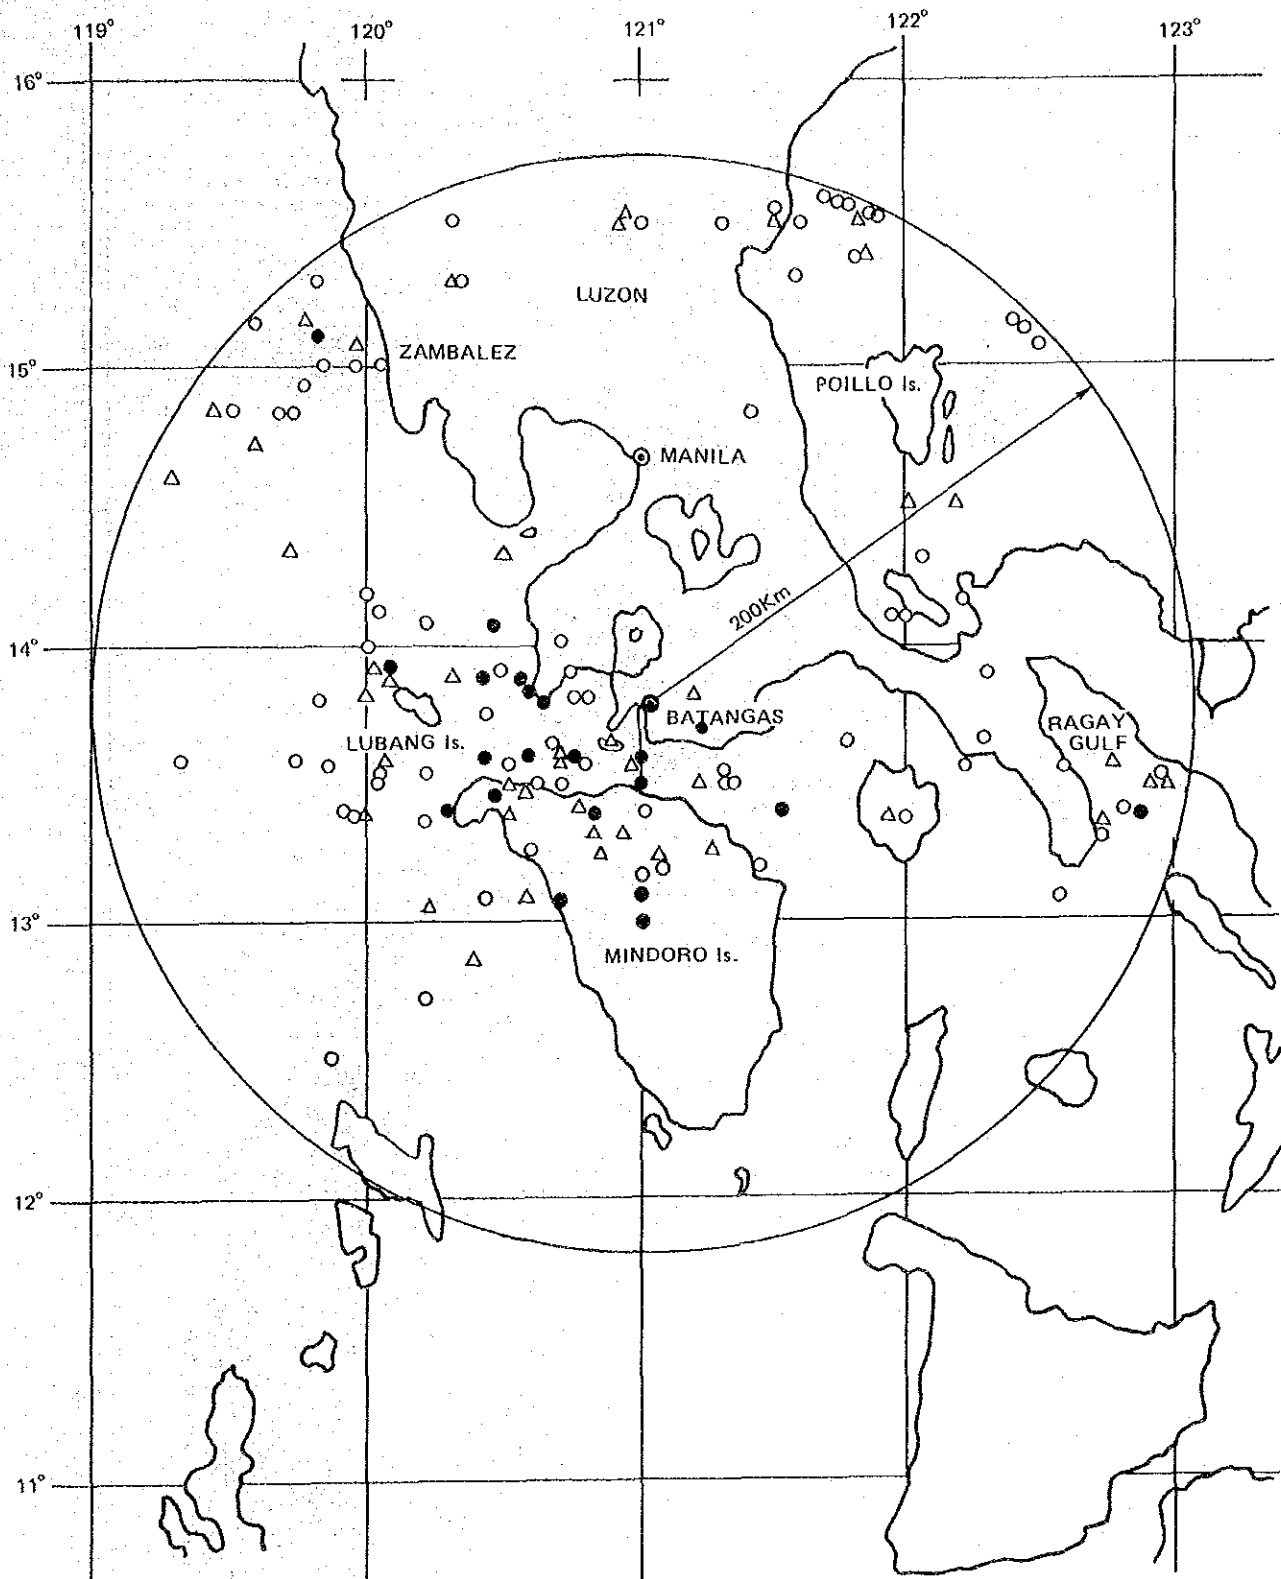 119° 120° 121° 122° 123°
16°
LUZON
ZAMBALEZ
15°
POILLO Is.
MANILA
200Km
14°
BATANGAS
LUBANG Is.
RAGAY
GULF
13°
MINDORO Is.
12°
11°